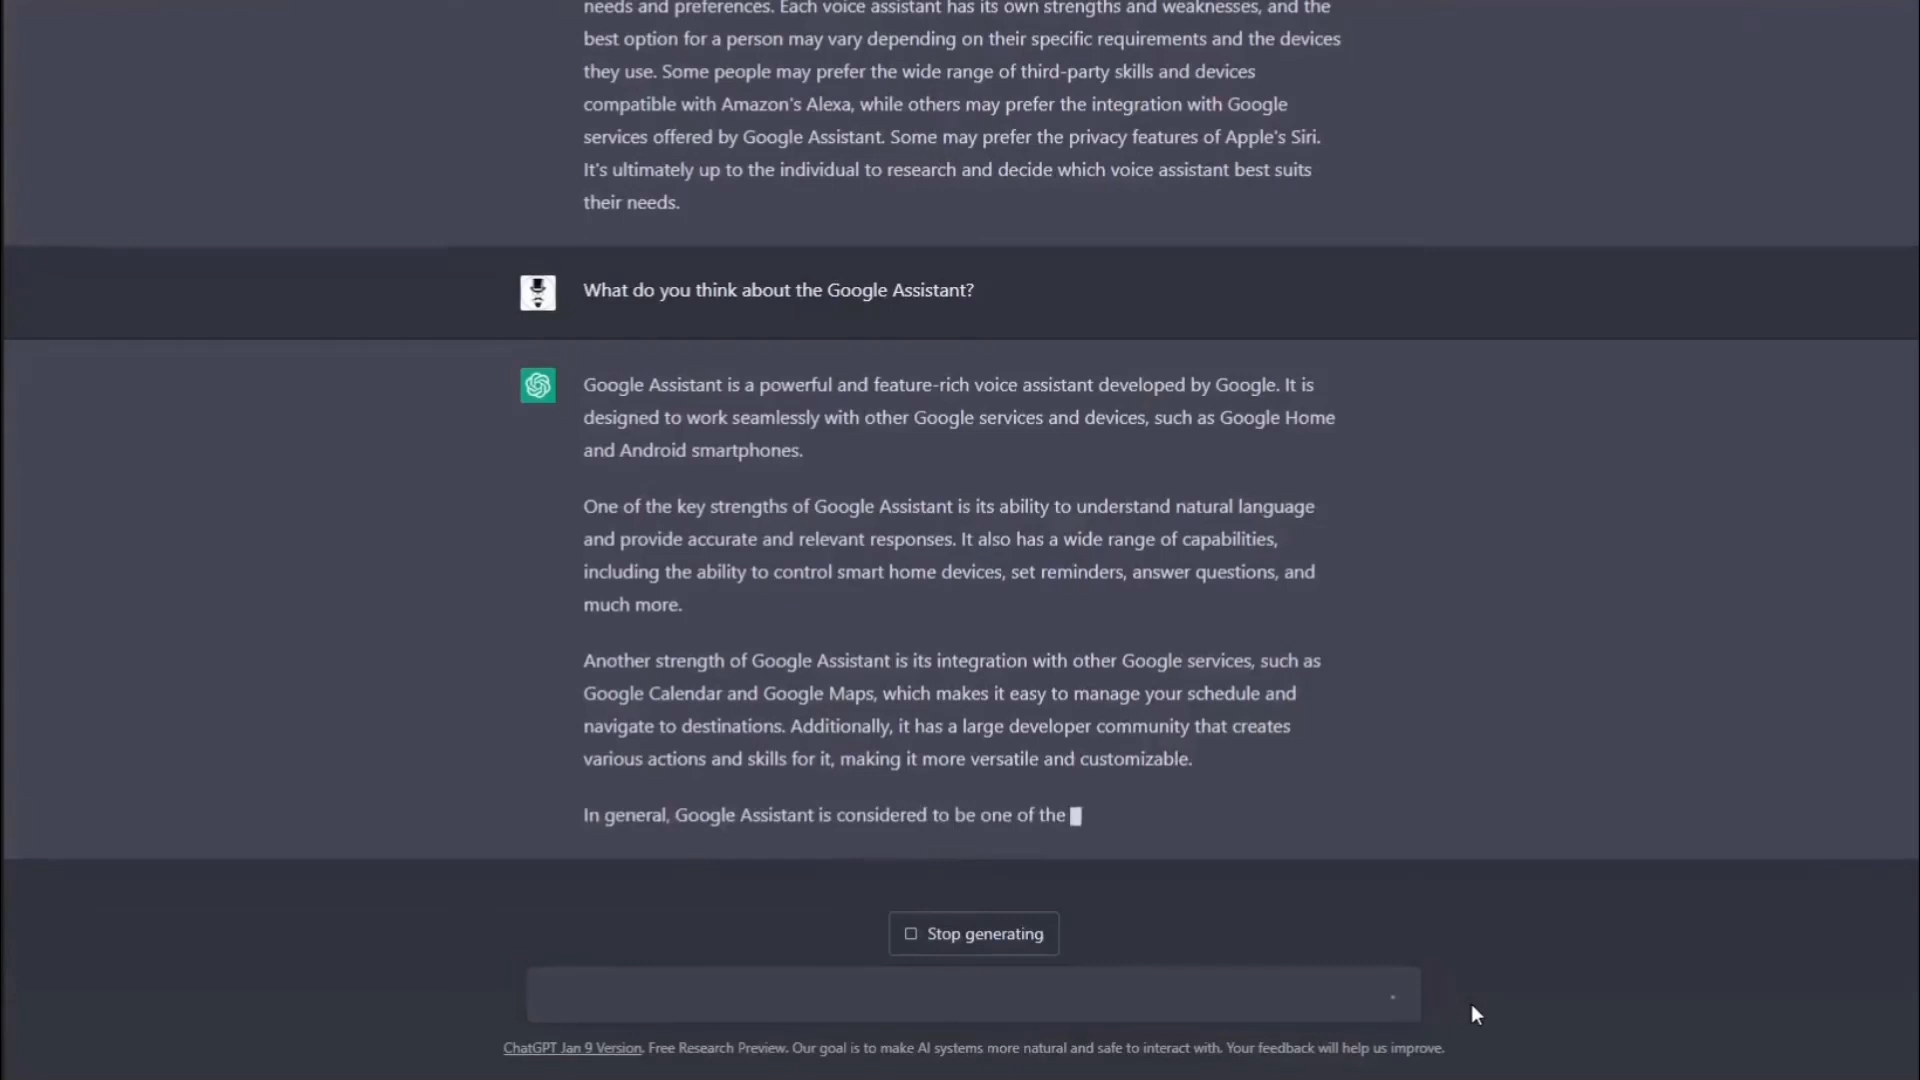 needs and preferences. Each voice assistant has its own strengths and weaknesses, and the
best option for a person may vary depending on their specific requirements and the devices
they use. Some people may prefer the wide range of third-party skills and devices
compatible with Amazon's Alexa, while others may prefer the integration with Google
services offered by Google Assistant. Some may prefer the privacy features of Apple's Siri.
It's ultimately up to the individual to research and decide which voice assistant best suits
their needs.
What do you think about the Google Assistant?
Google Assistant is a powerful and feature-rich voice assistant developed by Google. It is
designed to work seamlessly with other Google services and devices, such as Google Home
and Android smartphones.
One of the key strengths of Google Assistant is its ability to understand natural language
and provide accurate and relevant responses. It also has a wide range of capabilities,
including the ability to control smart home devices, set reminders, answer questions, and
much more.
Another strength of Google Assistant is its integration with other Google services, such as
Google Calendar and Google Maps, which makes it easy to manage your schedule and
navigate to destinations. Additionally, it has a large developer community that creates
various actions and skills for it, making it more versatile and customizable.
In general, Google Assistant is considered to be one of the
Stop generating
ChatGPT Jan 9 Version. Free Research Preview. Our goal is to make AI systems more natural and safe to interact with. Your feedback will help us improve.